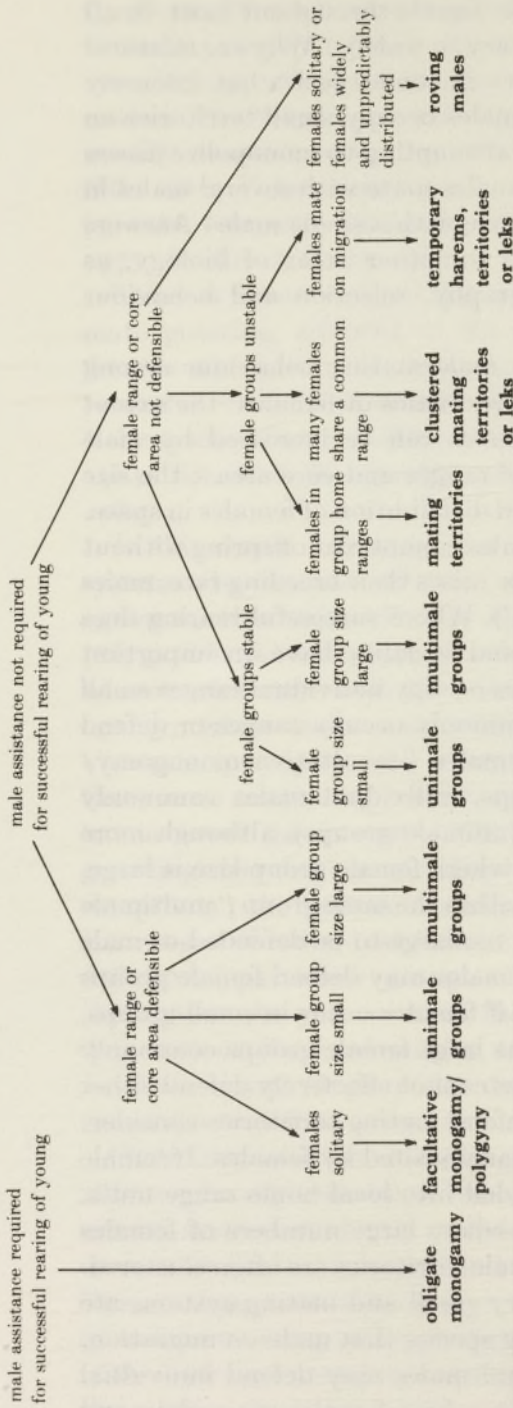 male assistance required
for successful rearing of young
male assistance not required
for successful rearing of young
female range or
core area defensible
female range or core
area not defensible
female groups stable
female groups unstable
females
solitary
female group
size small
female group
size large
female
group size
small
female
group size
large
females in
group home
ranges
many females
share a common
range
females mate
on migration
females solitary or
females widely
and unpredictably
distributed
obligate
monogamy
facultative
monogamy/
polygyny
unimale
groups
multimale
groups
unimale
groups
multimale
groups
mating
territories
clustered
mating
territories
or leks
temporary
harems,
territories
or leks
roving
males